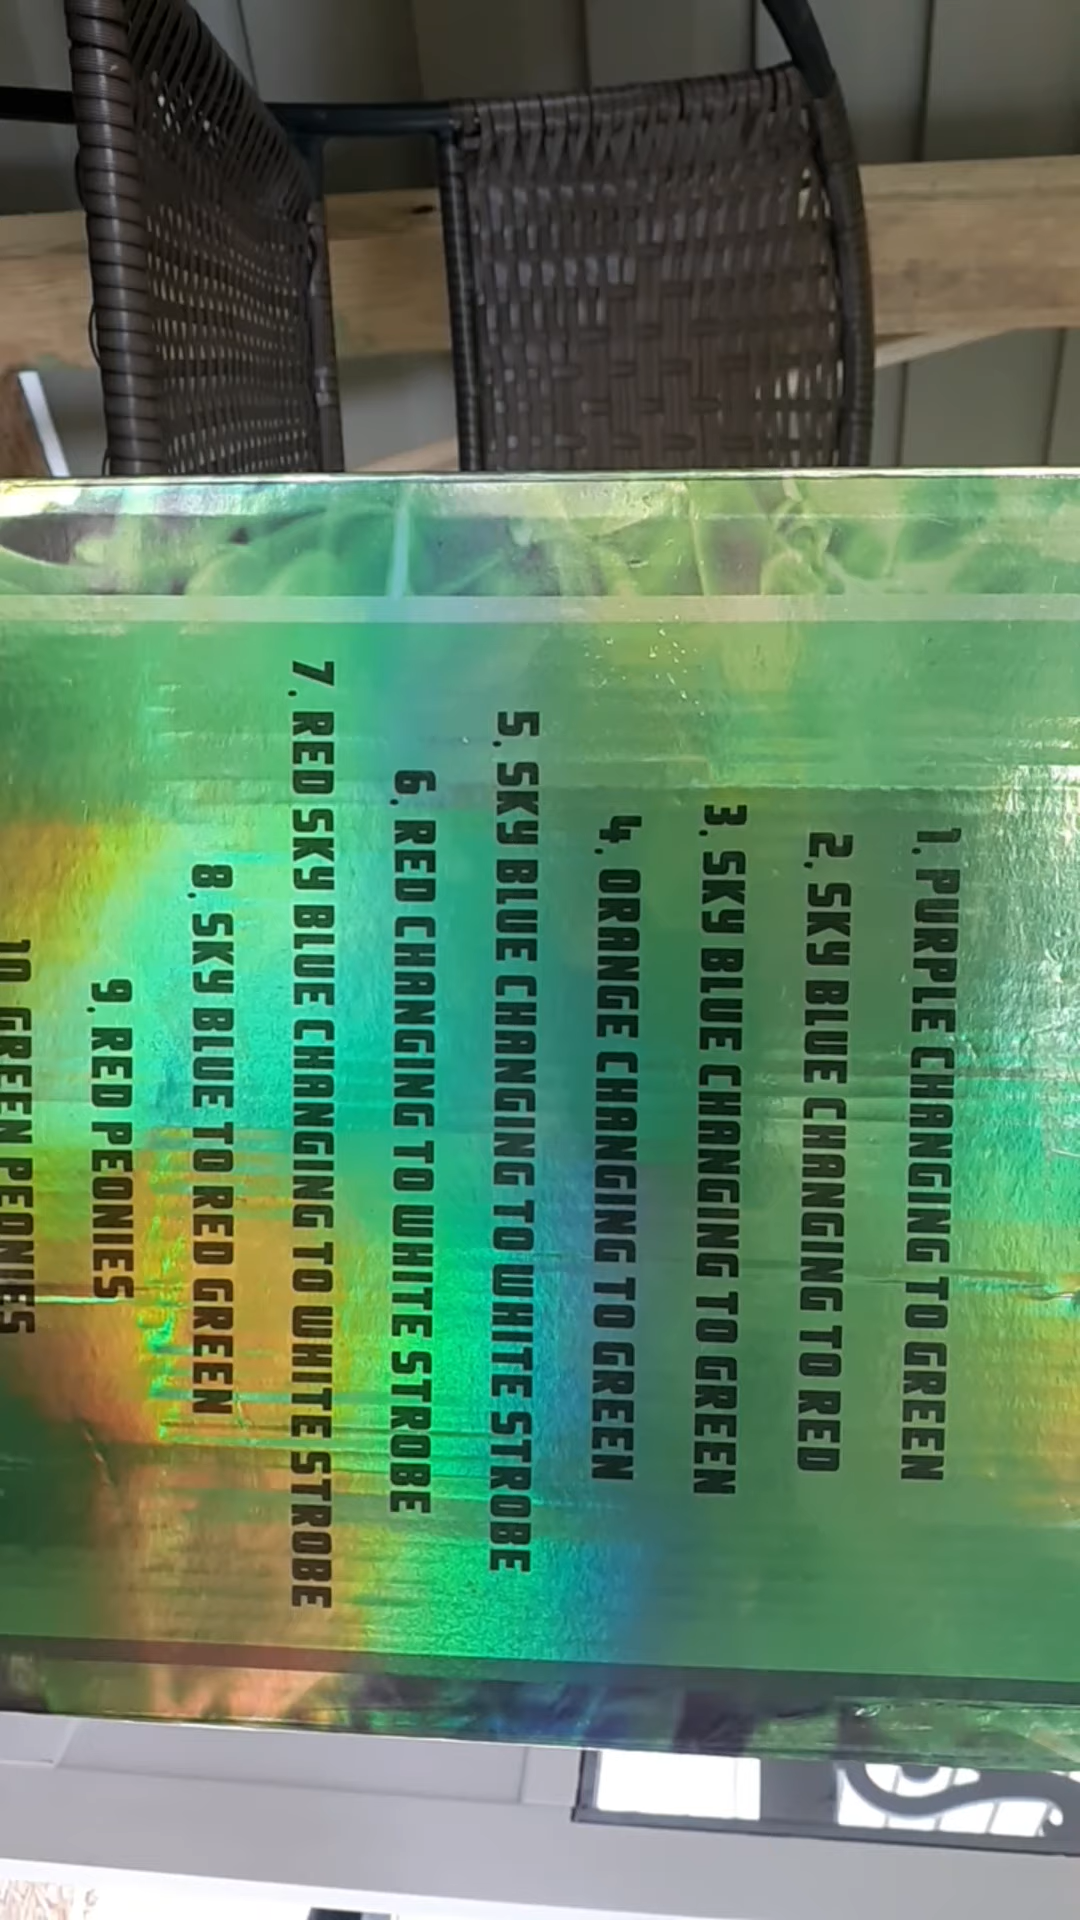 1. PURPLE CHANGING TO GREEN
2. SKY BLUE CHANGING TO RED
3. SKY BLUE CHANGING TO GREEN
4. ORANGE CHANGING TO GREEN
5. SKY BLUE CHANGING TO WHITE STROBE
6. RED CHANGING TO WHITE STROBE
7. RED SKY BLUE CHANGING TO WHITE STROBE
8. SKY BLUE TO RED GREEN
9. RED PEONIES
10. GREEN PEONIES